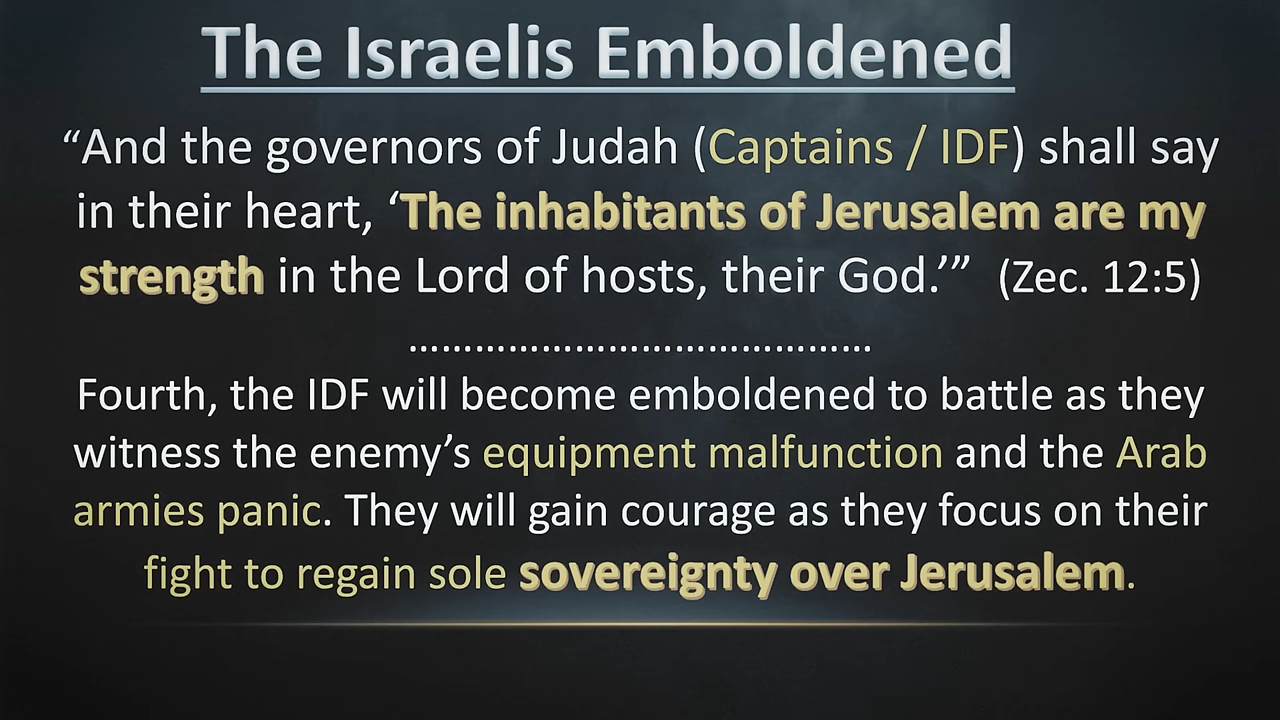 The Israelis Emboldened
“And the governors of Judah (Captains / IDF) shall say
in their heart, ‘The inhabitants of Jerusalem are my
strength in the Lord of hosts, their God.’” (Zec. 12:5)
……………………………………
Fourth, the IDF will become emboldened to battle as they
witness the enemy’s equipment malfunction and the Arab
armies panic. They will gain courage as they focus on their
fight to regain sole sovereignty over Jerusalem.